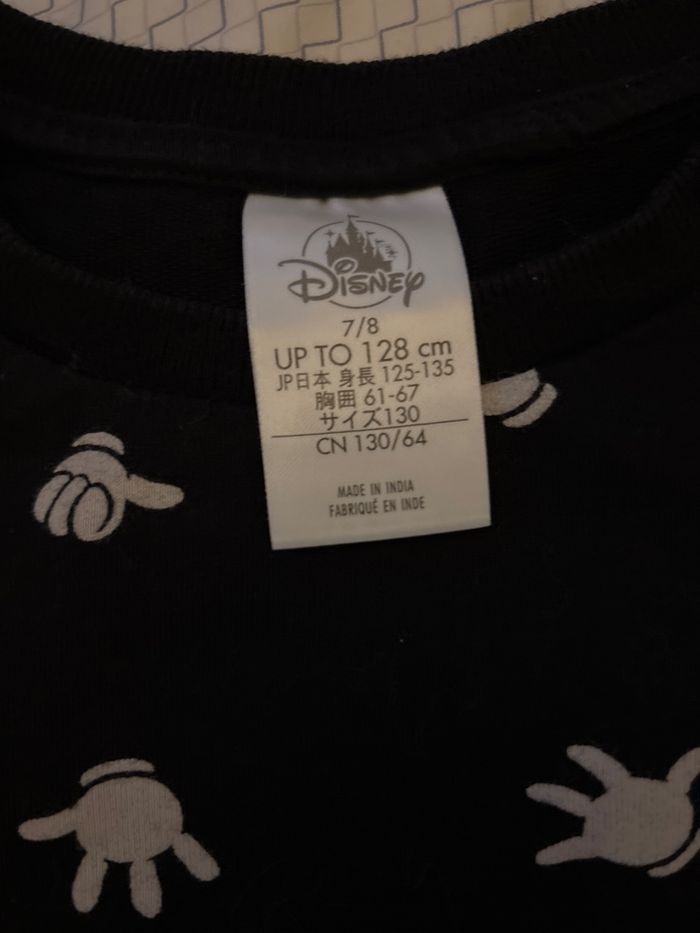 Disney
7/8
UP TO 128 cm
JP日本 身長 125-135
胸囲 61-67
サイズ130
CN 130/64
MADE IN INDIA
FABRIQUÉ EN INDE